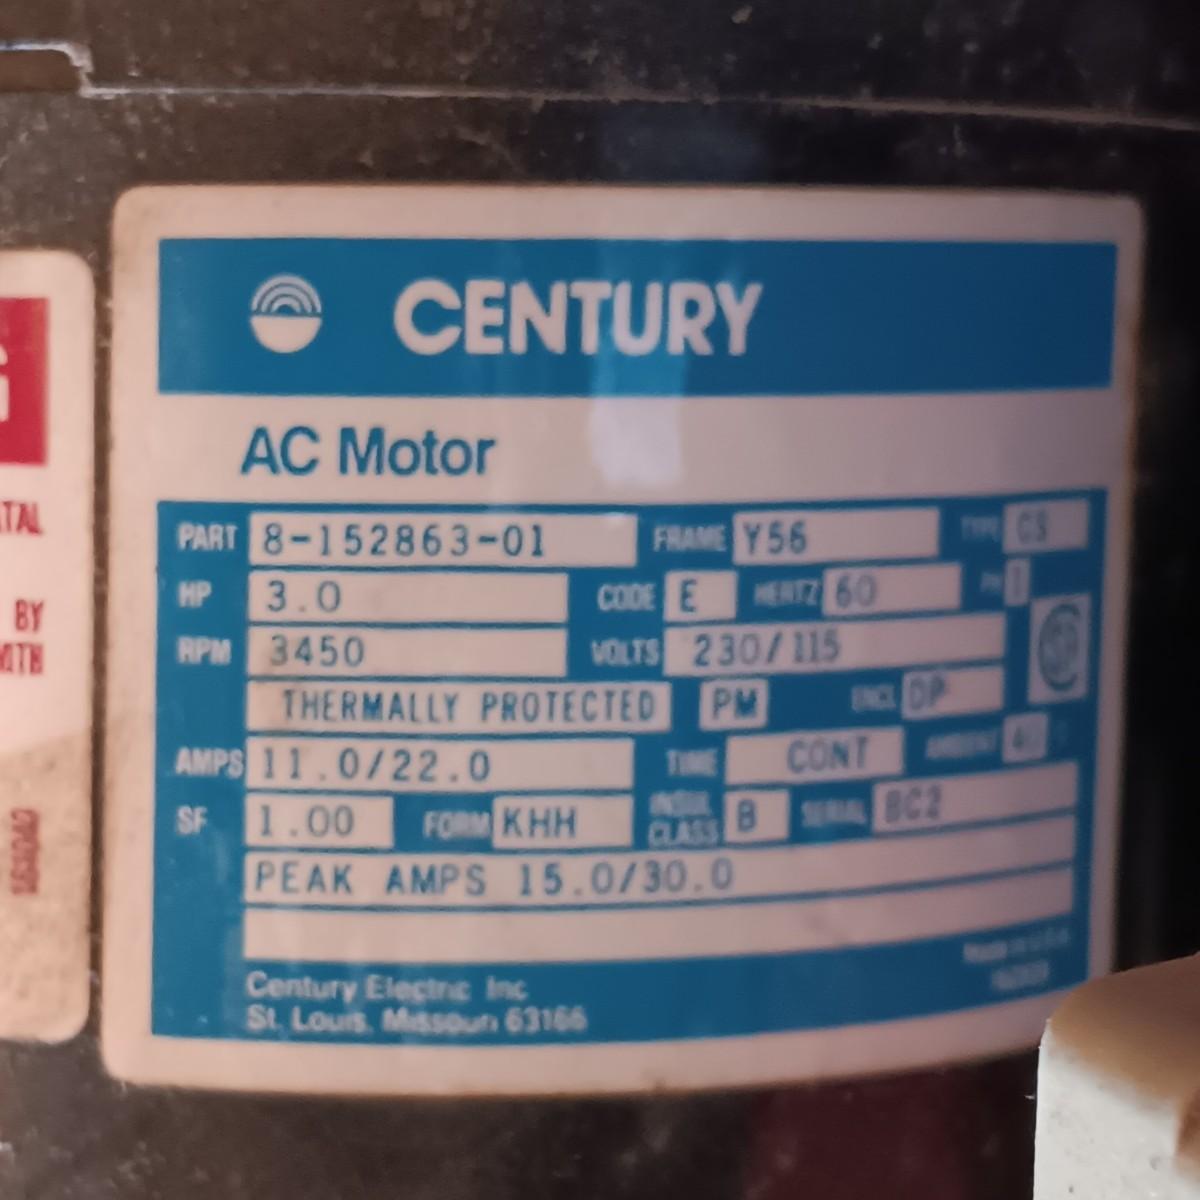 CENTURY
AC Motor
PART 8-152863-01 FRAME Y56 TYPE CS
HP 3.0 CODE E HERTZ 60 PH 1
RPM 3450 VOLTS 230/115
THERMALLY PROTECTED PM ENCL DP
AMPS 11.0/22.0 TIME CONT AMBIENT 40
SF 1.00 FORM KHH INSUL CLASS B SERIAL BC2
PEAK AMPS 15.0/30.0
Century Electric Inc
St. Louis, Missouri 63166
Made in U.S.A.
G
BY